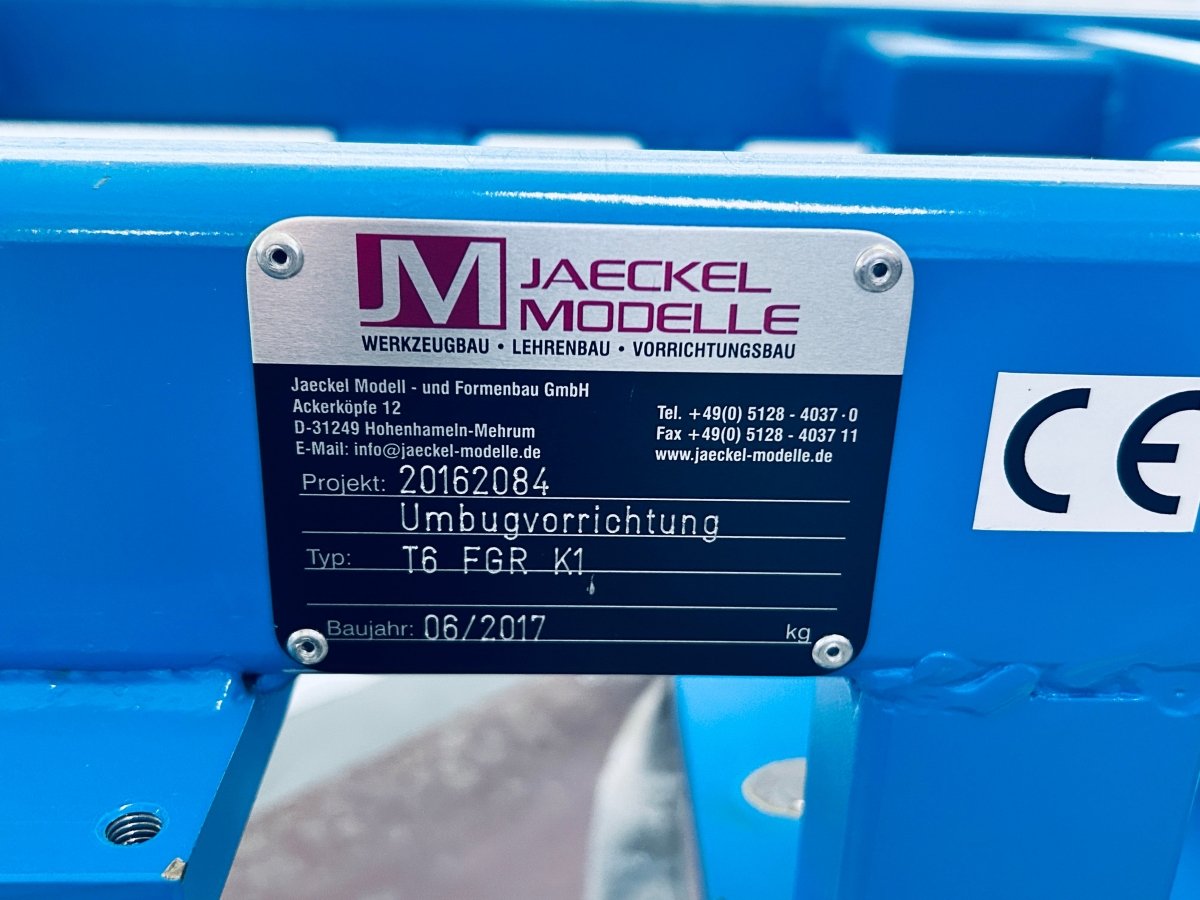 JM JAECKEL
MODELLE
WERKZEUGBAU • LEHRENBAU • VORRICHTUNGSBAU
Jaeckel Modell - und Formenbau GmbH
Ackerköpfe 12
D-31249 Hohenhameln-Mehrum
E-Mail: info@jaeckel-modelle.de
Tel. +49(0) 5128 - 4037 - 0
Fax +49(0) 5128 - 4037 11
www.jaeckel-modelle.de
Projekt: 20162084
Umbugvorrichtung
Typ: T6 FGR K1
Baujahr: 06/2017 kg
CE